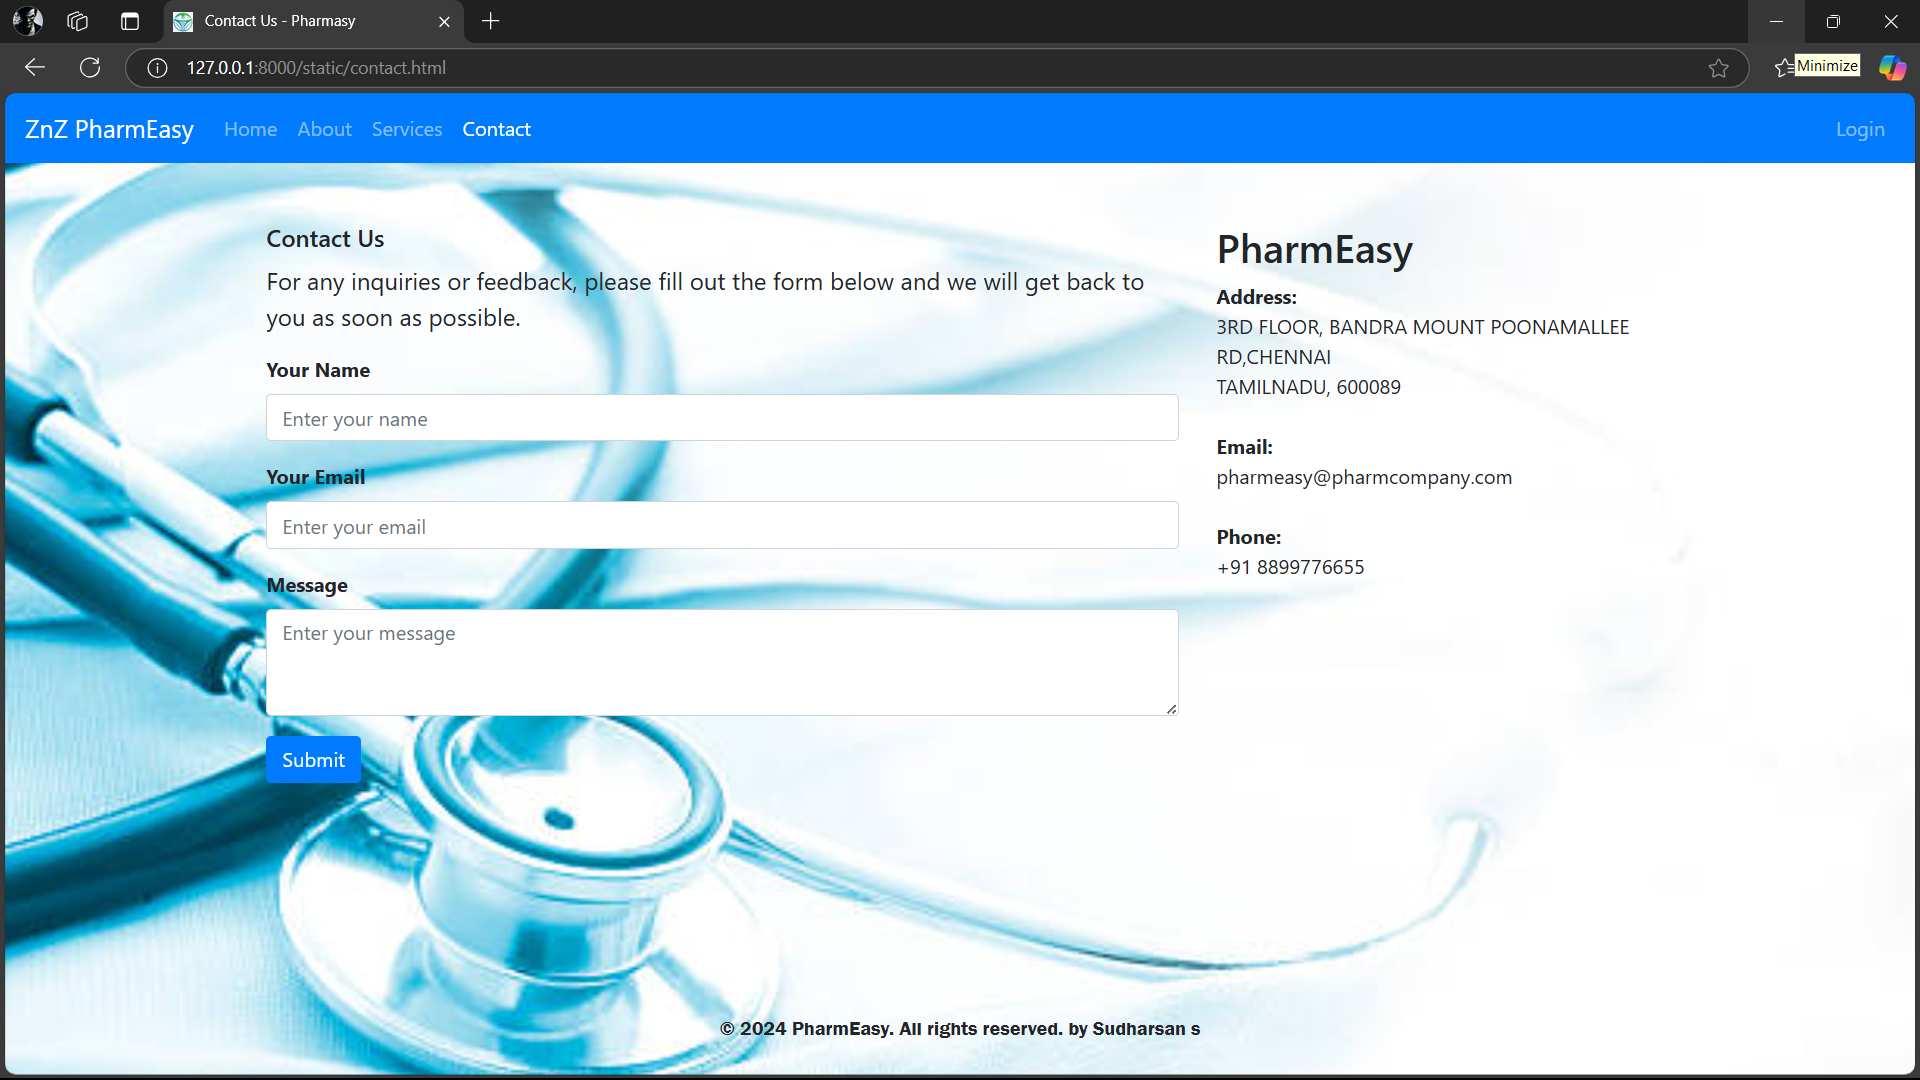 Contact Us - Pharmasy
127.0.0.1:8000/static/contact.html
Minimize
ZnZ PharmEasy Home About Services Contact Login
Contact Us
For any inquiries or feedback, please fill out the form below and we will get back to
you as soon as possible.
Your Name
Enter your name
Your Email
Enter your email
Message
Enter your message
Submit
PharmEasy
Address:
3RD FLOOR, BANDRA MOUNT POONAMALLEE
RD,CHENNAI
TAMILNADU, 600089
Email:
pharmeasy@pharmcompany.com
Phone:
+91 8899776655
© 2024 PharmEasy. All rights reserved. by Sudharsan s